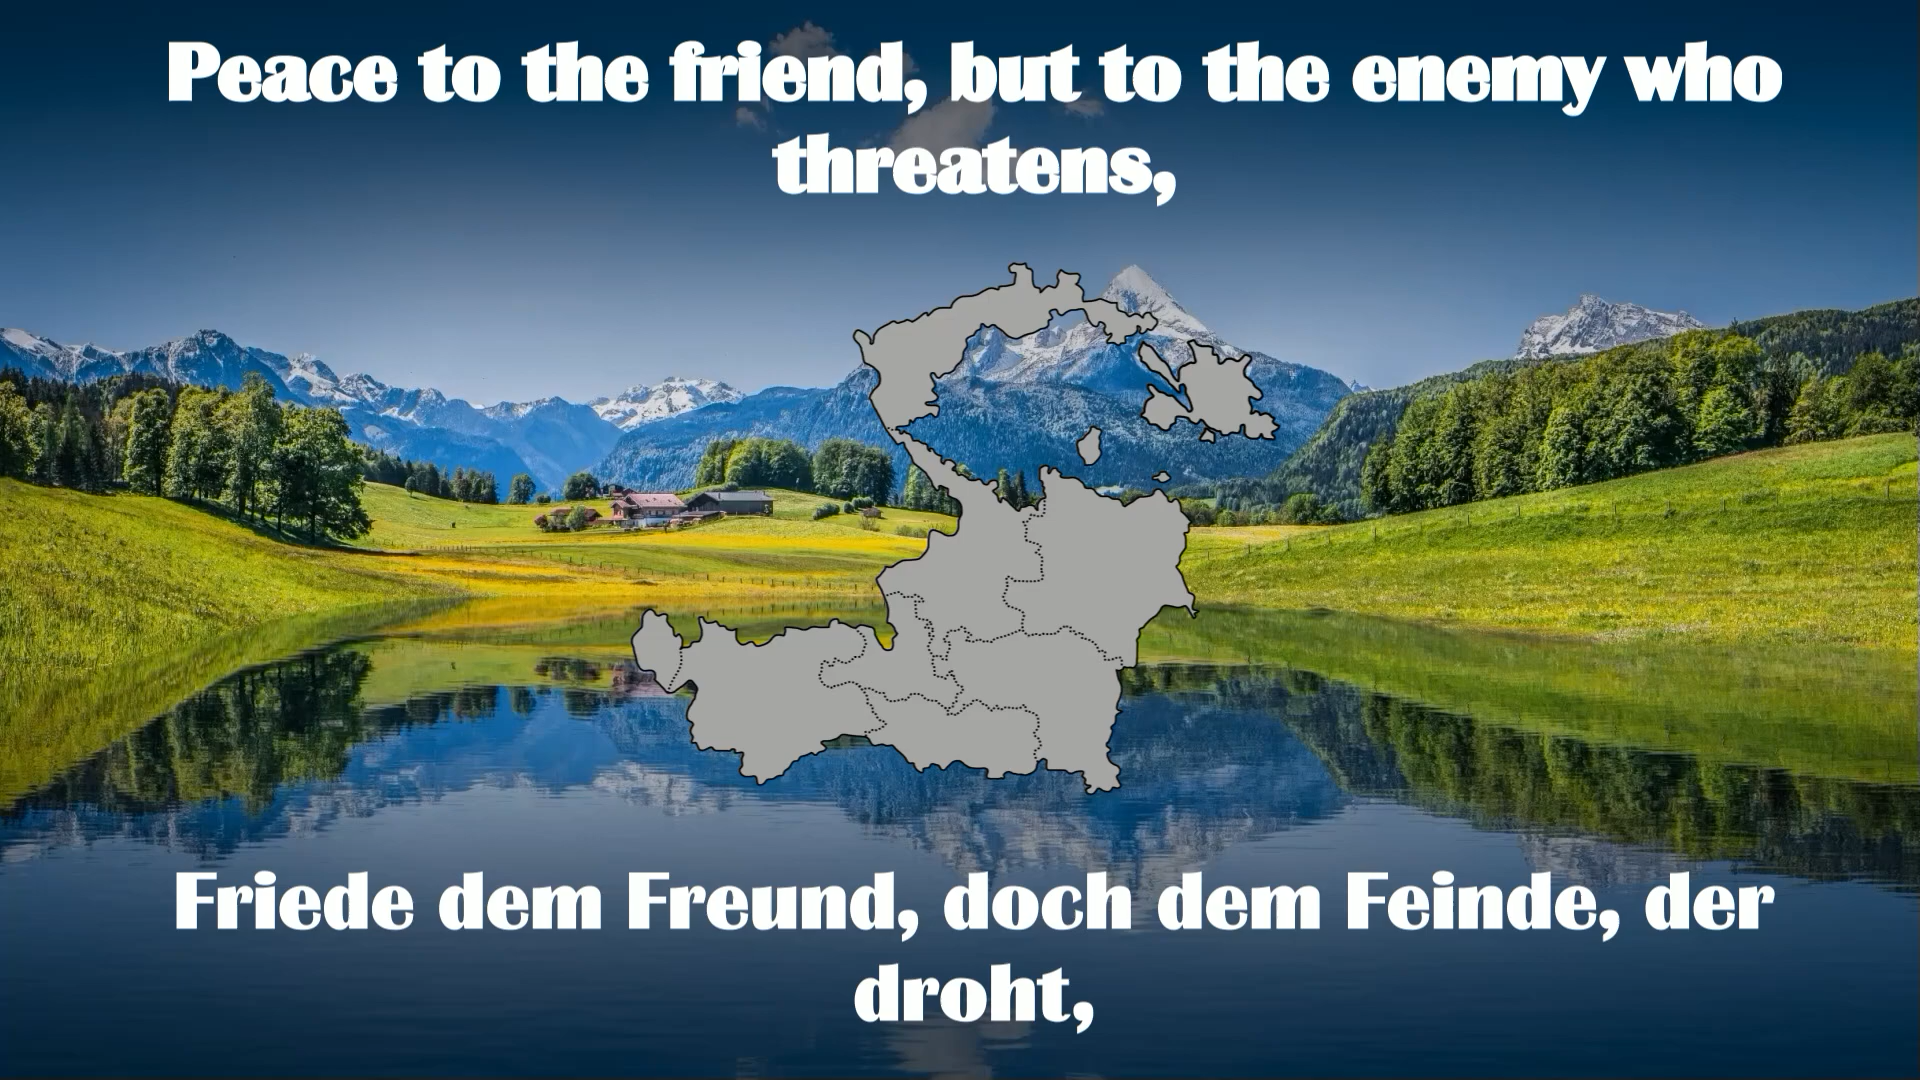 Peace to the friend, but to the enemy who
threatens,
Friede dem Freund, doch dem Feinde, der
droht,